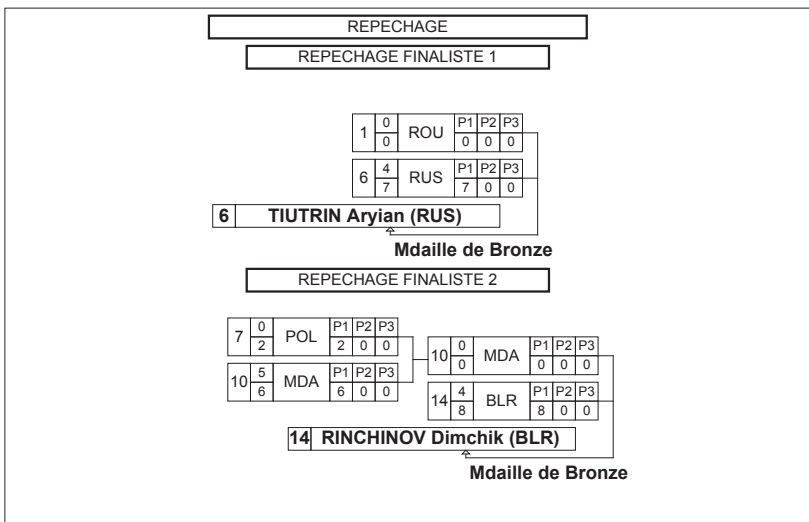 REPECHAGE
REPECHAGE FINALISTE 1
1 0 ROU P1 P2 P3
0 0 0 0
6 4 RUS P1 P2 P3
7 7 0 0
6 TIUTRIN Aryian (RUS)
Mdaille de Bronze
REPECHAGE FINALISTE 2
7 0 POL P1 P2 P3
2 2 0 0
10 0 MDA P1 P2 P3
0 0 0 0
10 5 MDA P1 P2 P3
6 6 0 0
14 4 BLR P1 P2 P3
8 8 0 0
14 RINCHINOV Dimchik (BLR)
Mdaille de Bronze